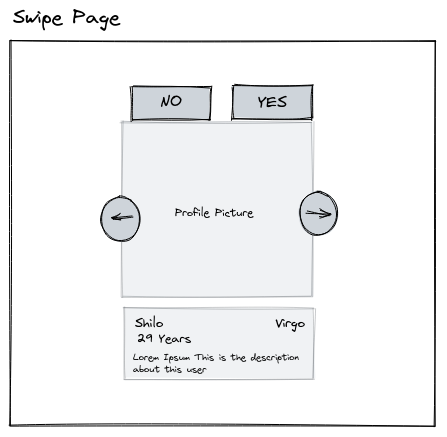 Swipe Page
NO YES
Profile Picture
Shilo Virgo
29 Years
Lorem Ipsum This is the description
about this user